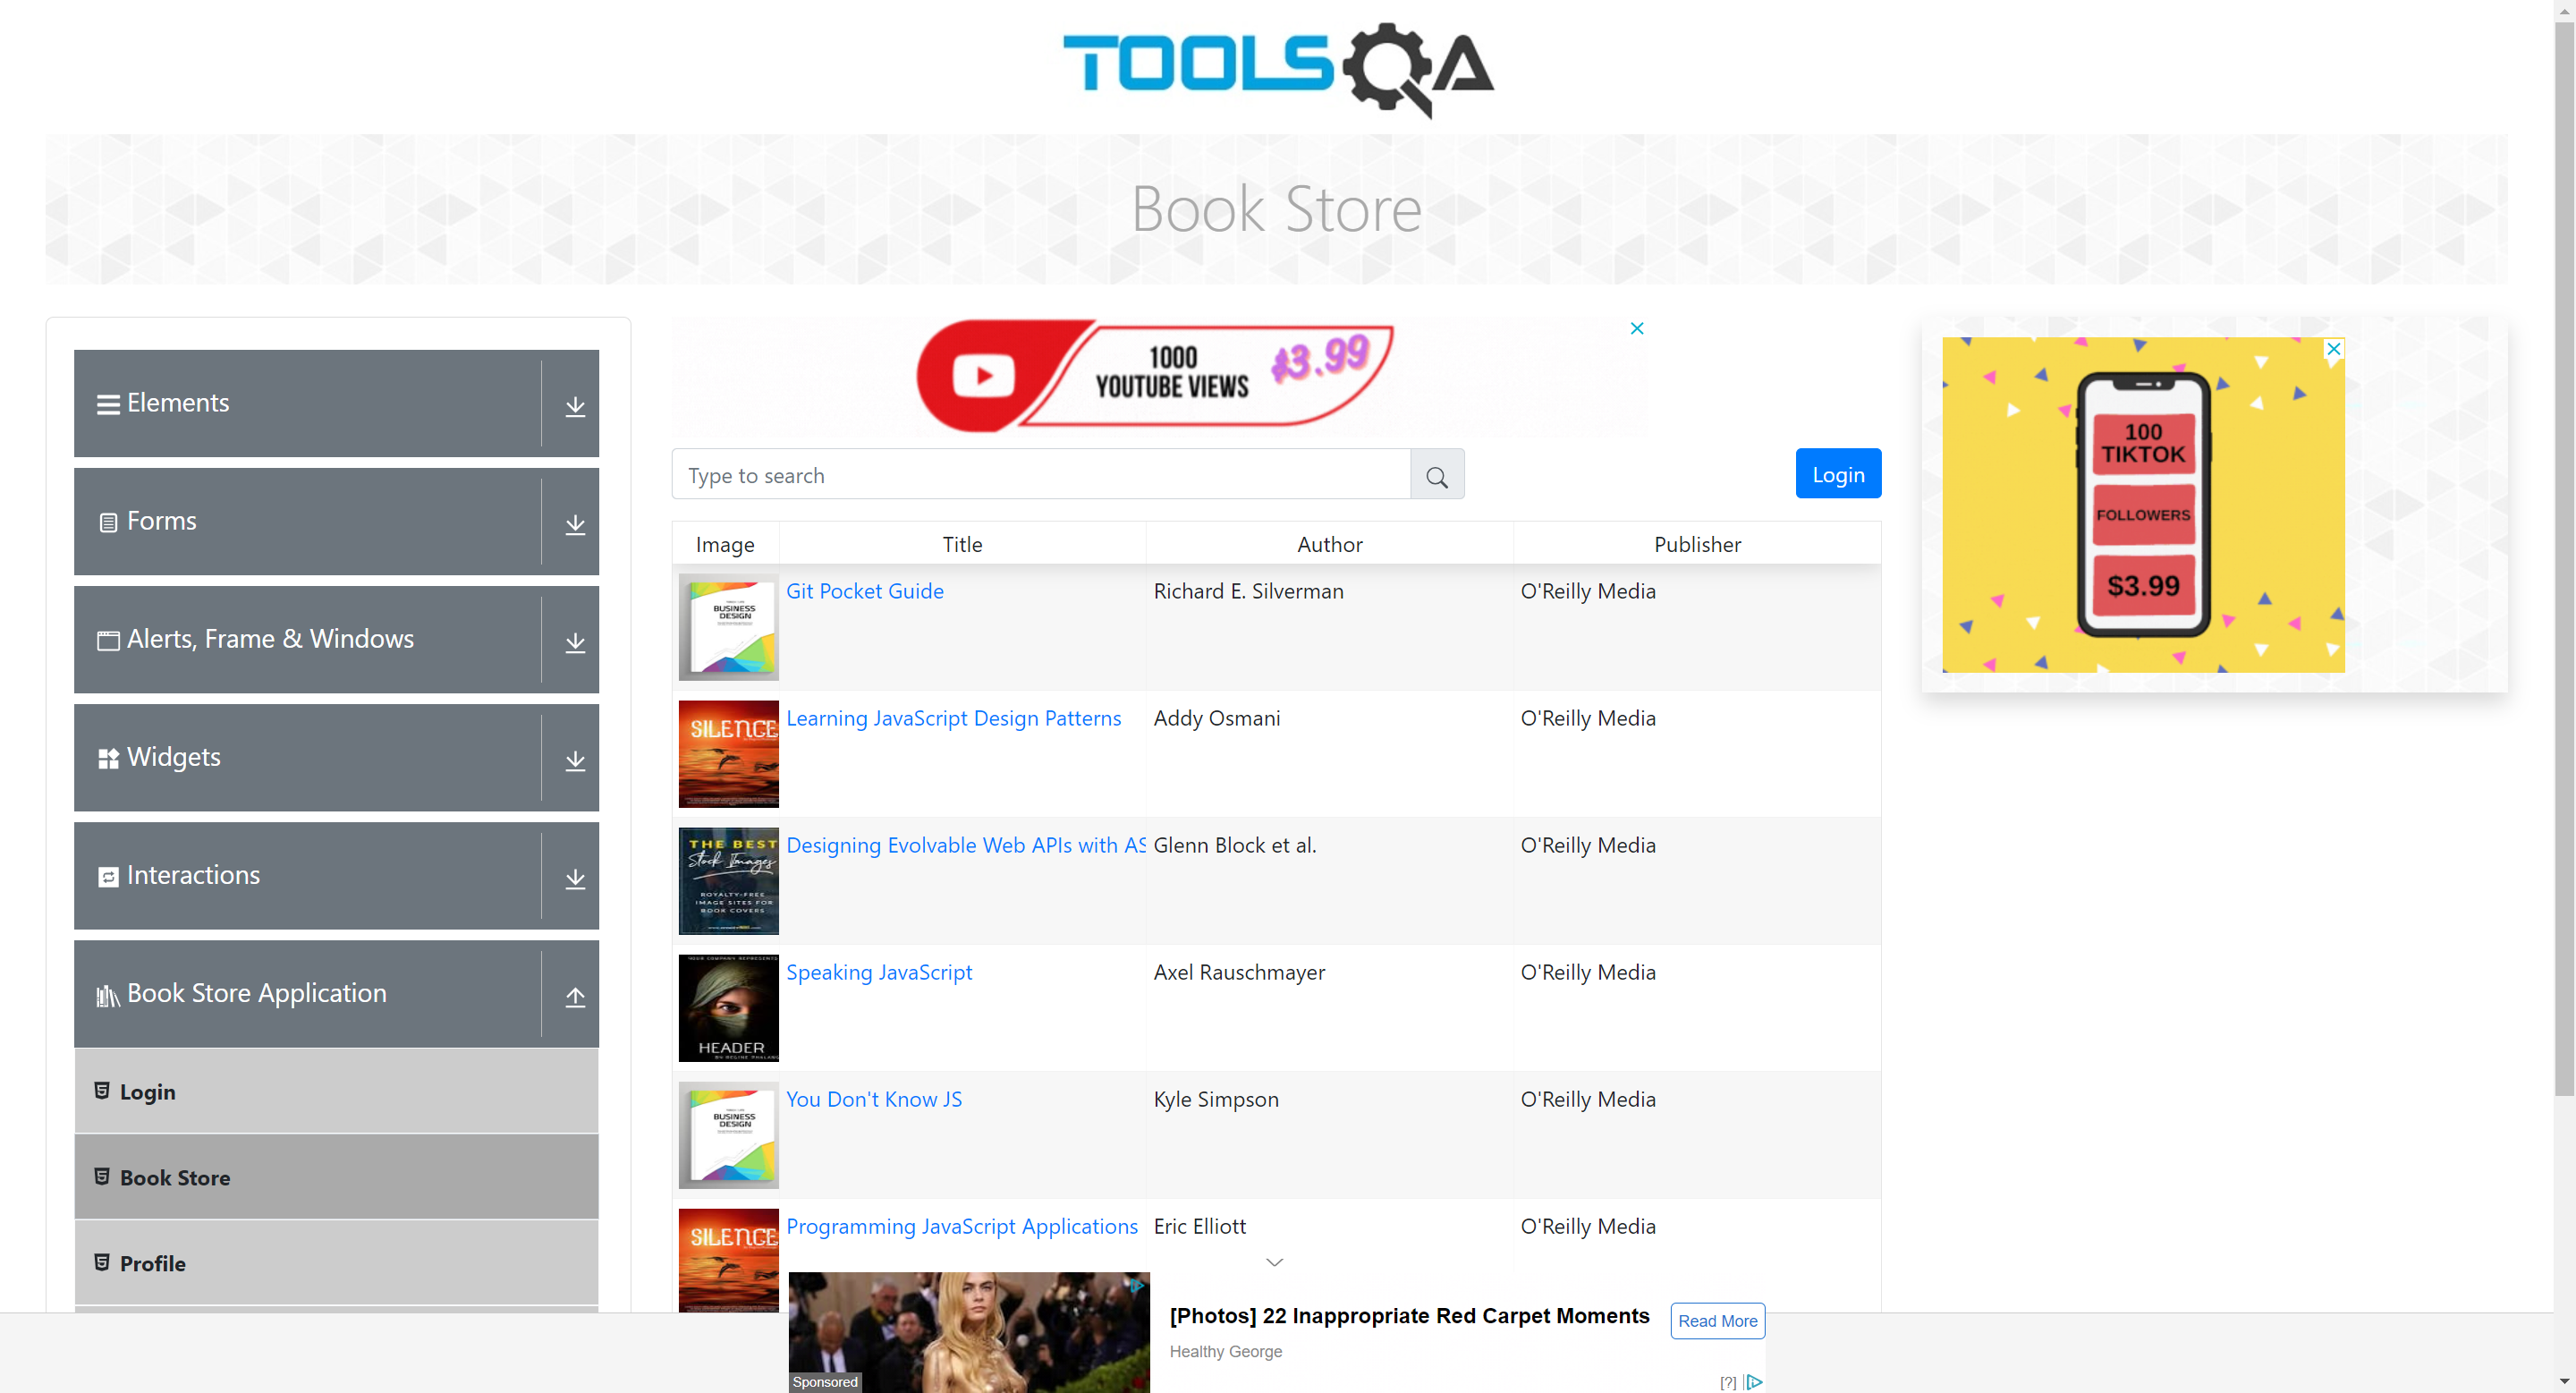 TOOLSQA
Book Store
Elements
Forms
Alerts, Frame & Windows
Widgets
Interactions
Book Store Application
Login
Book Store
Profile
1000
YOUTUBE VIEWS
$3.99
Type to search
Login
Image Title Author Publisher
BUSINESS
DESIGN
Git Pocket Guide Richard E. Silverman O'Reilly Media
SILENCE
Learning JavaScript Design Patterns Addy Osmani O'Reilly Media
THE BEST
Stock Images
ROYALTY-FREE
IMAGE SITES FOR
BOOK COVERS
Designing Evolvable Web APIs with AS Glenn Block et al. O'Reilly Media
YOUR COMPANY REPRESENTS
HEADER
Speaking JavaScript Axel Rauschmayer O'Reilly Media
BUSINESS
DESIGN
You Don't Know JS Kyle Simpson O'Reilly Media
SILENCE
Programming JavaScript Applications Eric Elliott O'Reilly Media
100
TIKTOK
FOLLOWERS
$3.99
Sponsored
[Photos] 22 Inappropriate Red Carpet Moments
Healthy George
Read More
[?]